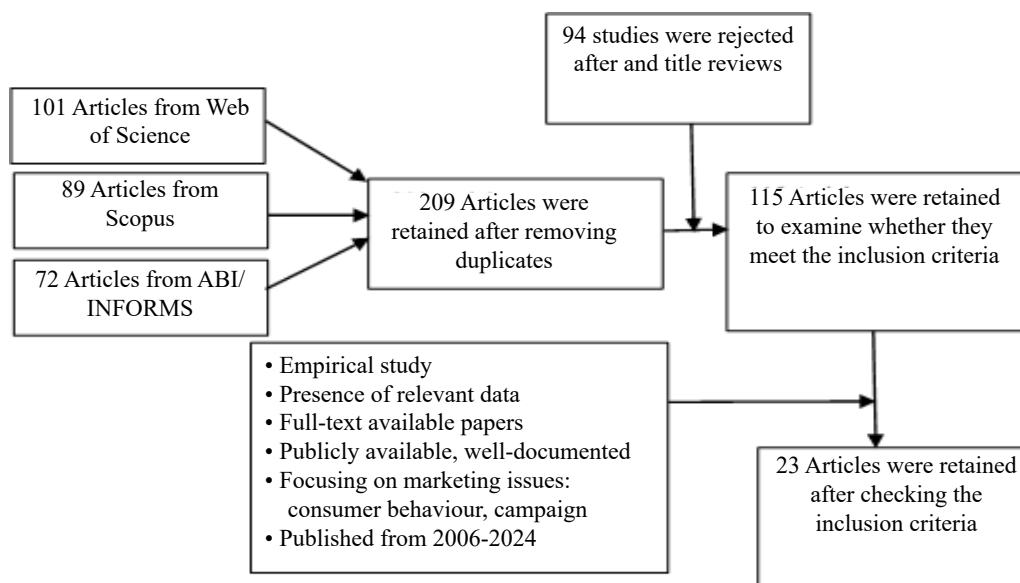 94 studies were rejected
after and title reviews
101 Articles from Web
of Science
89 Articles from
Scopus
72 Articles from ABI/
INFORMS
209 Articles were
retained after removing
duplicates
115 Articles were retained
to examine whether they
meet the inclusion criteria
• Empirical study
• Presence of relevant data
• Full-text available papers
• Publicly available, well-documented
• Focusing on marketing issues:
consumer behaviour, campaign
• Published from 2006-2024
23 Articles were retained
after checking the
inclusion criteria